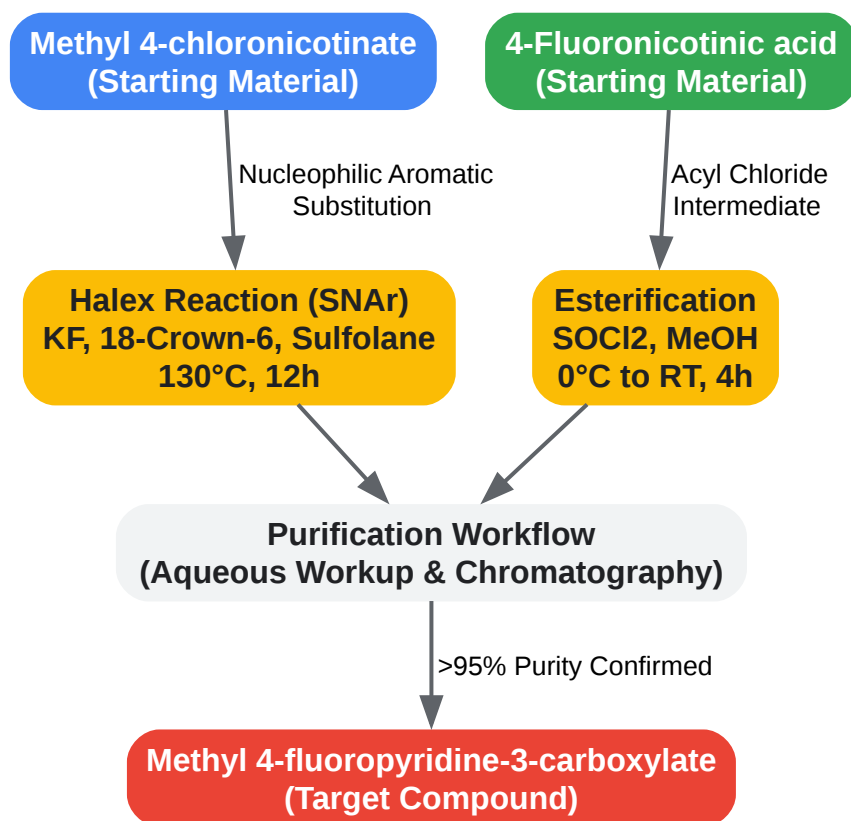 Methyl 4-chloronicotinate
(Starting Material)
4-Fluoronicotinic acid
(Starting Material)
Nucleophilic Aromatic
Substitution
Acyl Chloride
Intermediate
Halex Reaction (SNAr)
KF, 18-Crown-6, Sulfolane
130°C, 12h
Esterification
SOCl2, MeOH
0°C to RT, 4h
Purification Workflow
(Aqueous Workup & Chromatography)
>95% Purity Confirmed
Methyl 4-fluoropyridine-3-carboxylate
(Target Compound)